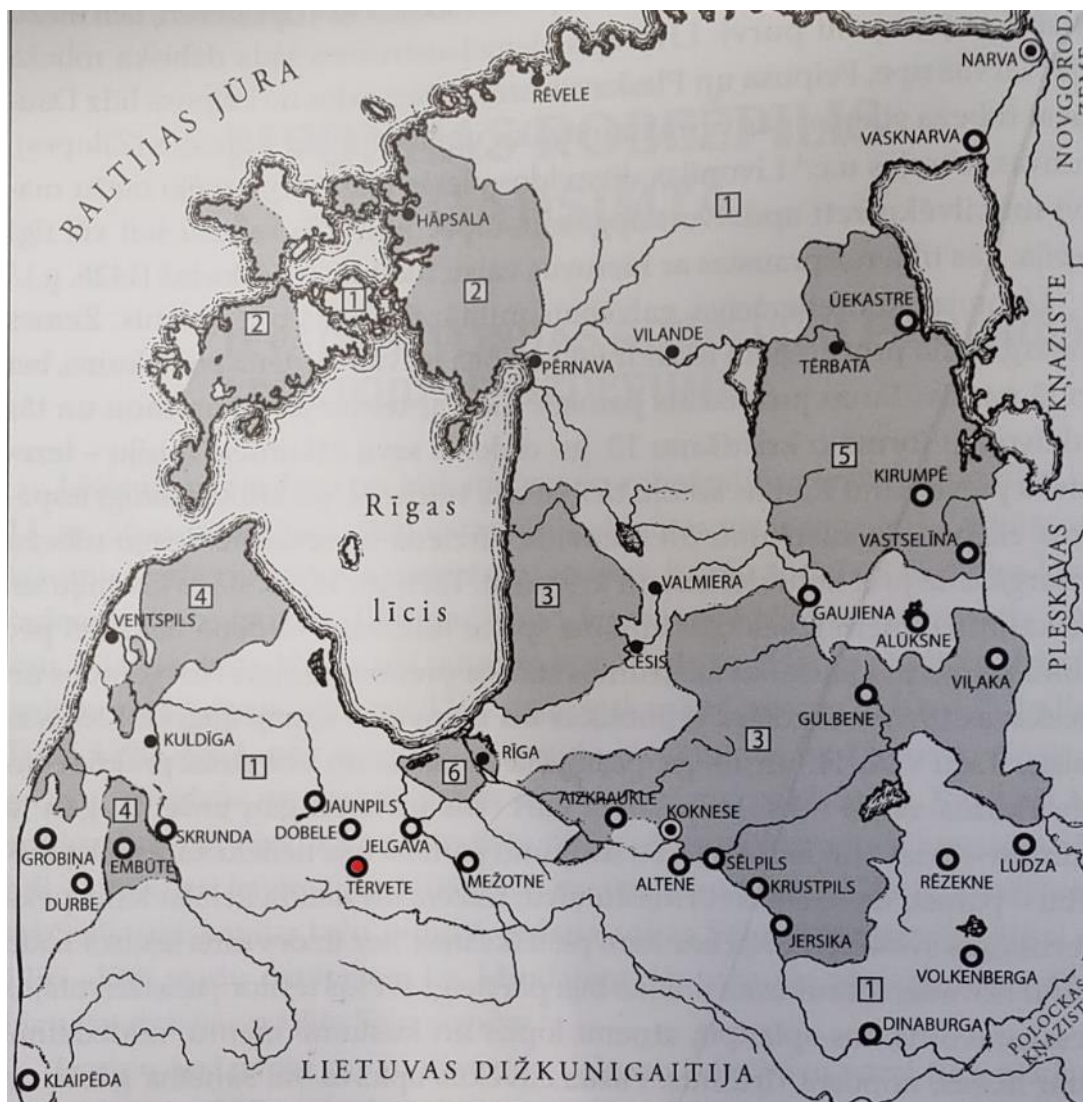 BALTIJAS JŪRA
RĒVELE
NARVA
NOVGORODAS
VASKNARVA
HĀPSALA
1
2
2
1
ŪEKASTRE
VILANDE
PĒRNAVA
TĒRBATA
KŅAZISTE
5
KIRUMPĒ
Rīgas
līcis
VASTSELĪNA
4
3
VALMIERA
GAUJIENA
ALŪKSNE
PLESKAVAS
VENTSPILS
CĒSIS
VIĻAKA
GULBENE
KULDĪGA
RĪGA
3
1
6
AIZKRAUKLE
KOKNESE
JAUNPILS
DOBELE
4
SKRUNDA
JELGAVA
GROBIŅA
EMBŪTE
TĒRVETE
MEŽOTNE
ALTENE
SĒLPILS
LUDZA
RĒZEKNE
DURBE
KRUSTPILS
JERSIKA
VOLKENBERGA
1
DINABURGA
POLOCKAS
KŅAZISTE
LIETUVAS DIŽKUNIGAITIJA
KLAIPĒDA